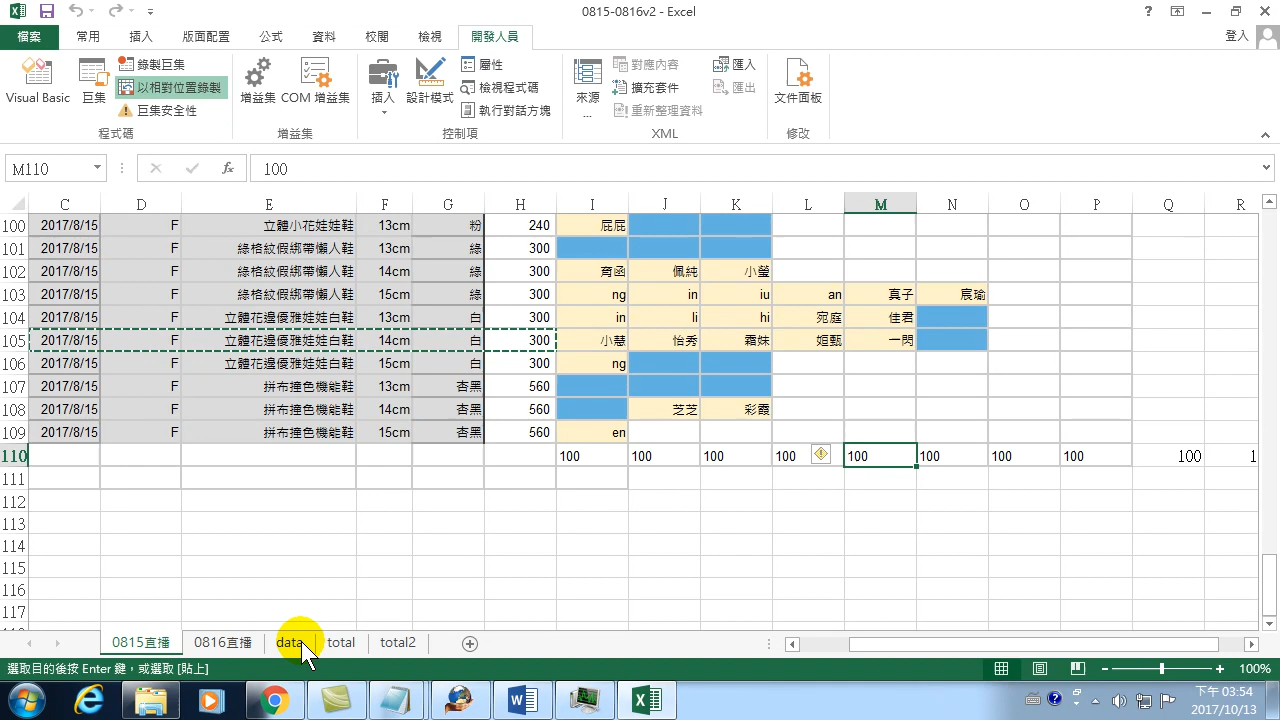 0815-0816v2 - Excel
檔案 常用 插入 版面配置 公式 資料 校閱 檢視 開發人員 登入
Visual Basic 巨集 錄製巨集 以相對位置錄製 巨集安全性 程式碼
增益集 COM 增益集 增益集
插入 設計模式 屬性 檢視程式碼 執行對話方塊 控制項
來源 ... 對應內容 擴充套件 重新整理資料 匯入 匯出 XML
文件面板 修改
M110 fx 100
C D E F G H I J K L M N O P Q R
100 2017/8/15 F 立體小花娃娃鞋 13cm 粉 240 屁屁
101 2017/8/15 F 綠格紋假綁帶懶人鞋 13cm 綠 300
102 2017/8/15 F 綠格紋假綁帶懶人鞋 14cm 綠 300 育函 佩純 小瑩
103 2017/8/15 F 綠格紋假綁帶懶人鞋 15cm 綠 300 ng in iu an 真子 宸瑜
104 2017/8/15 F 立體花邊優雅娃娃白鞋 13cm 白 300 in li hi 宛庭 佳君
105 2017/8/15 F 立體花邊優雅娃娃白鞋 14cm 白 300 小慧 怡秀 霜妹 姮甄 一閃
106 2017/8/15 F 立體花邊優雅娃娃白鞋 15cm 白 300 ng
107 2017/8/15 F 拼布撞色機能鞋 13cm 杏黑 560
108 2017/8/15 F 拼布撞色機能鞋 14cm 杏黑 560 芝芝 彩霞
109 2017/8/15 F 拼布撞色機能鞋 15cm 杏黑 560 en
110 100 100 100 100 100 100 100 100 100 1
111
112
113
114
115
116
117
0815直播 0816直播 data total total2
選取目的後按 Enter 鍵，或選取 [貼上] 100%
下午 03:54
2017/10/13